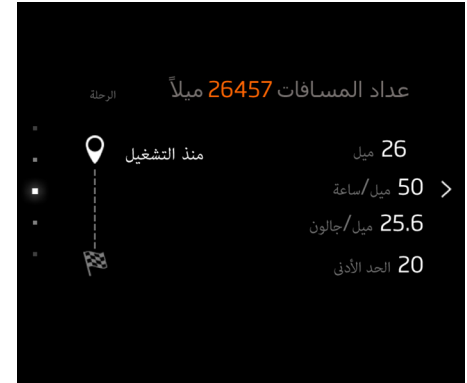 عداد المسافات 26457 ميلاً
الرحلة
منذ التشغيل
26 ميل
50 ميل/ساعة
25.6 ميل/جالون
20 الحد الأدنى